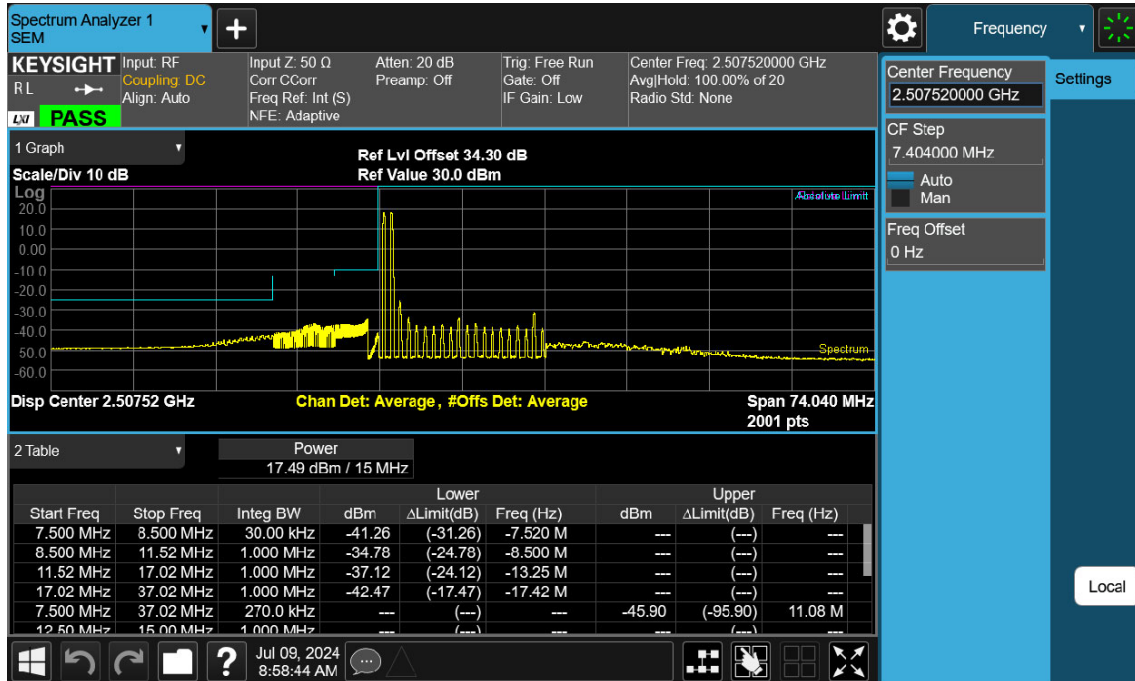 Spectrum Analyzer 1
SEM
Frequency
KEYSIGHT
R L
LXI PASS
Input: RF
Coupling: DC
Align: Auto
Input Z: 50 Ω
Corr CCorr
Freq Ref: Int (S)
NFE: Adaptive
Atten: 20 dB
Preamp: Off
Trig: Free Run
Gate: Off
IF Gain: Low
Center Freq: 2.507520000 GHz
Avg|Hold: 100.00% of 20
Radio Std: None
Center Frequency
2.507520000 GHz
Settings
CF Step
7.404000 MHz
Auto
Man
Freq Offset
0 Hz
Local
1 Graph
Scale/Div 10 dB
Ref Lvl Offset 34.30 dB
Ref Value 30.0 dBm
Log
20.0
10.0
0.00
-10.0
-20.0
-30.0
-40.0
50.0
-60.0
Limit
Spectrum
Disp Center 2.50752 GHz
Chan Det: Average , #Offs Det: Average
Span 74.040 MHz
2001 pts
2 Table
Power
17.49 dBm / 15 MHz
Lower Upper
Start Freq Stop Freq Integ BW dBm ΔLimit(dB) Freq (Hz) dBm ΔLimit(dB) Freq (Hz)
7.500 MHz 8.500 MHz 30.00 kHz -41.26 (-31.26) -7.520 M --- (---) ---
8.500 MHz 11.52 MHz 1.000 MHz -34.78 (-24.78) -8.500 M --- (---) ---
11.52 MHz 17.02 MHz 1.000 MHz -37.12 (-24.12) -13.25 M --- (---) ---
17.02 MHz 37.02 MHz 1.000 MHz -42.47 (-17.47) -17.42 M --- (---) ---
7.500 MHz 37.02 MHz 270.0 kHz --- (---) --- -45.90 (-95.90) 11.08 M
12.50 MHz 15.00 MHz 1.000 MHz --- (---) --- --- (---) ---
Jul 09, 2024
8:58:44 AM